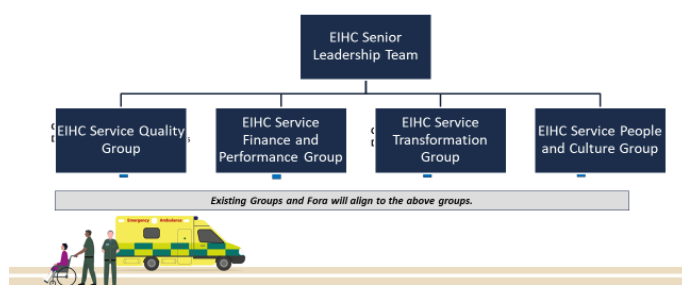 EIHC Senior
Leadership Team
EIHC Service Quality
Group
EIHC Service
Finance and
Performance Group
EIHC Service
Transformation
Group
EIHC Service People
and Culture Group
Existing Groups and Fora will align to the above groups.
Emergency Ambulance